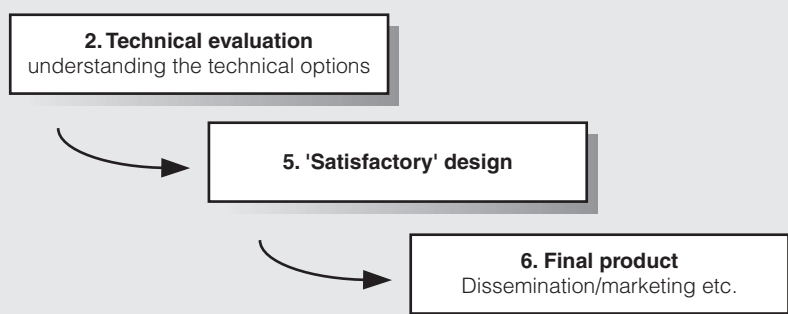 2. Technical evaluation
understanding the technical options
5. 'Satisfactory' design
6. Final product
Dissemination/marketing etc.